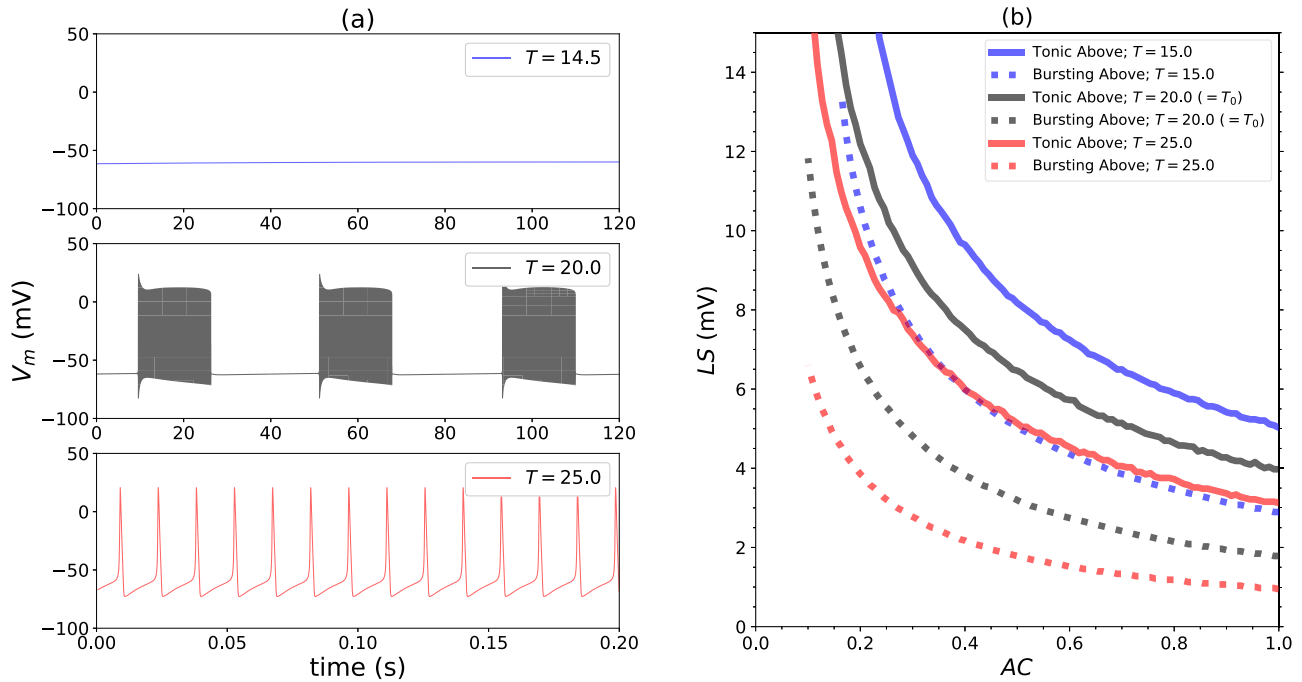 (a)
50
0
−50
−100
T = 14.5
0 20 40 60 80 100 120
50
0
−50
−100
T = 20.0
0 20 40 60 80 100 120
50
0
−50
−100
T = 25.0
0.00 0.05 0.10 0.15 0.20
V_m (mV)
time (s)
(b)
Tonic Above; T = 15.0
Bursting Above; T = 15.0
Tonic Above; T = 20.0 ( = T₀)
Bursting Above; T = 20.0 ( = T₀)
Tonic Above; T = 25.0
Bursting Above; T = 25.0
14
12
10
8
6
4
2
0
LS (mV)
0.0 0.2 0.4 0.6 0.8 1.0
AC